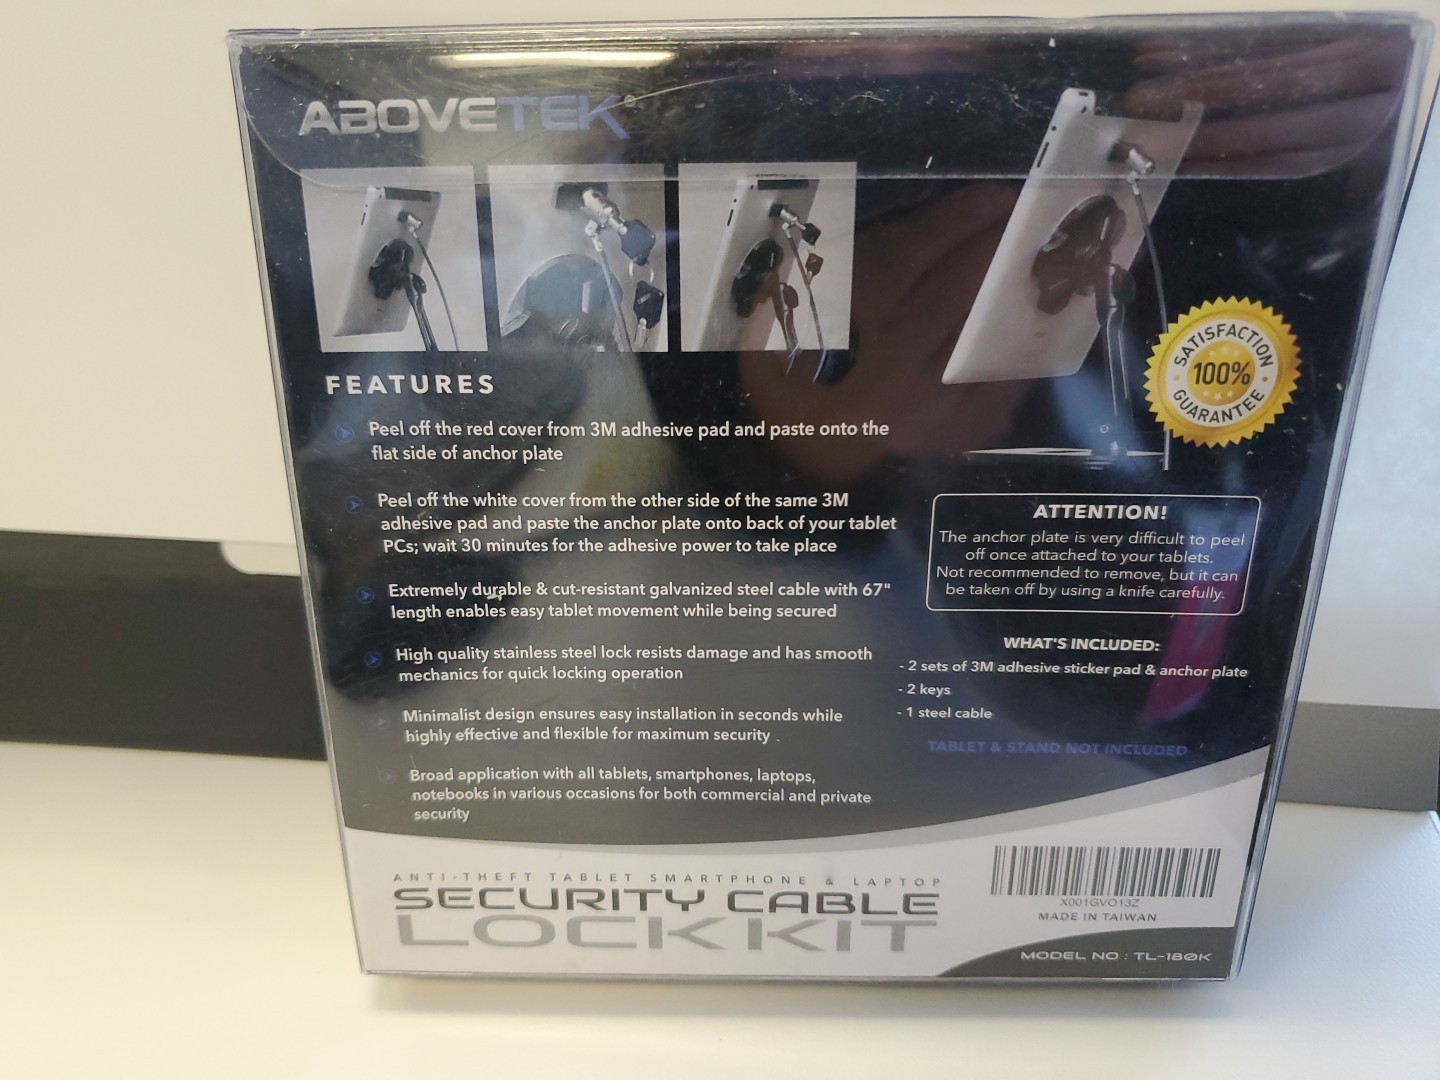 ABOVETEK®
SATISFACTION
100%
GUARANTEE
FEATURES
Peel off the red cover from 3M adhesive pad and paste onto the
flat side of anchor plate
Peel off the white cover from the other side of the same 3M
adhesive pad and paste the anchor plate onto back of your tablet
PCs; wait 30 minutes for the adhesive power to take place
Extremely durable & cut-resistant galvanized steel cable with 67"
length enables easy tablet movement while being secured
High quality stainless steel lock resists damage and has smooth
mechanics for quick locking operation
Minimalist design ensures easy installation in seconds while
highly effective and flexible for maximum security .
Broad application with all tablets, smartphones, laptops,
notebooks in various occasions for both commercial and private
security
ATTENTION!
The anchor plate is very difficult to peel
off once attached to your tablets.
Not recommended to remove, but it can
be taken off by using a knife carefully.
WHAT'S INCLUDED:
- 2 sets of 3M adhesive sticker pad & anchor plate
- 2 keys
- 1 steel cable
TABLET & STAND NOT INCLUDED
ANTI-THEFT TABLET SMARTPHONE & LAPTOP
SECURITY CABLE
LOCK KIT
X001GVO13Z
MADE IN TAIWAN
MODEL NO : TL-180K